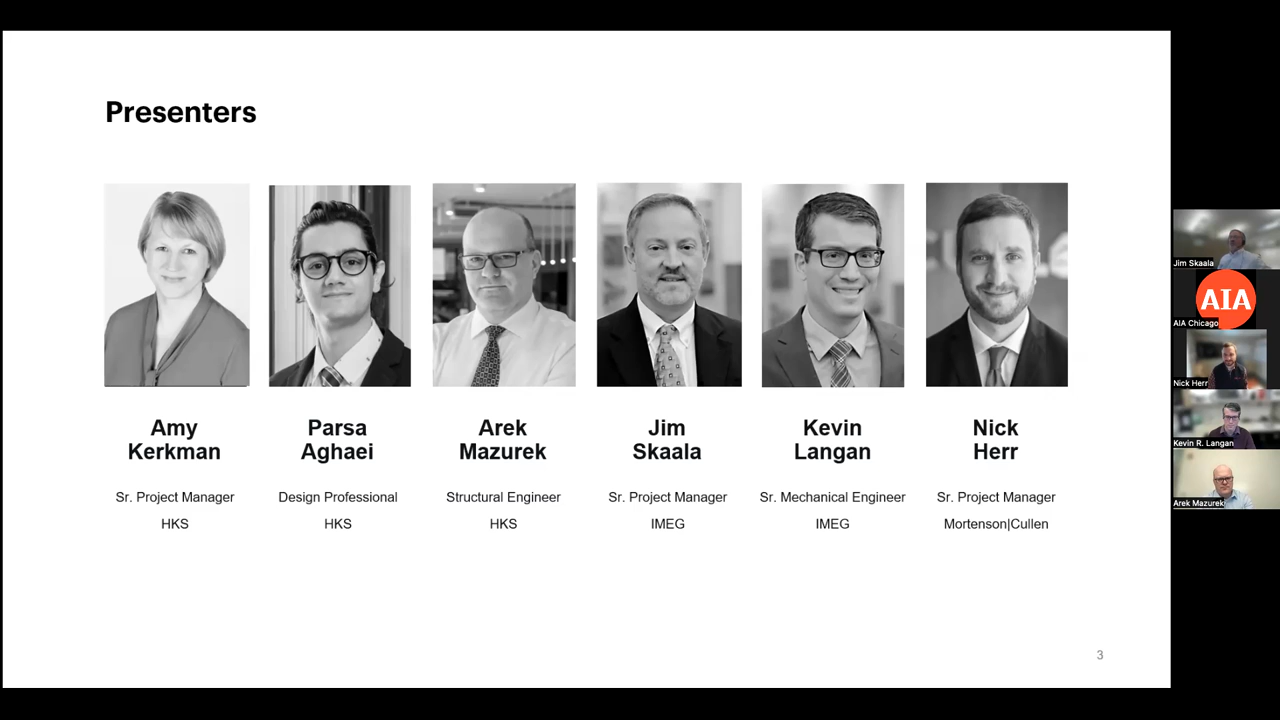 Presenters
Amy
Kerkman
Sr. Project Manager
HKS
Parsa
Aghaei
Design Professional
HKS
Arek
Mazurek
Structural Engineer
HKS
Jim
Skaala
Sr. Project Manager
IMEG
Kevin
Langan
Sr. Mechanical Engineer
IMEG
Nick
Herr
Sr. Project Manager
Mortenson|Cullen
3
Jim Skaala
AIA
AIA Chicago
Nick Herr
Kevin R. Langan
Arek Mazurek